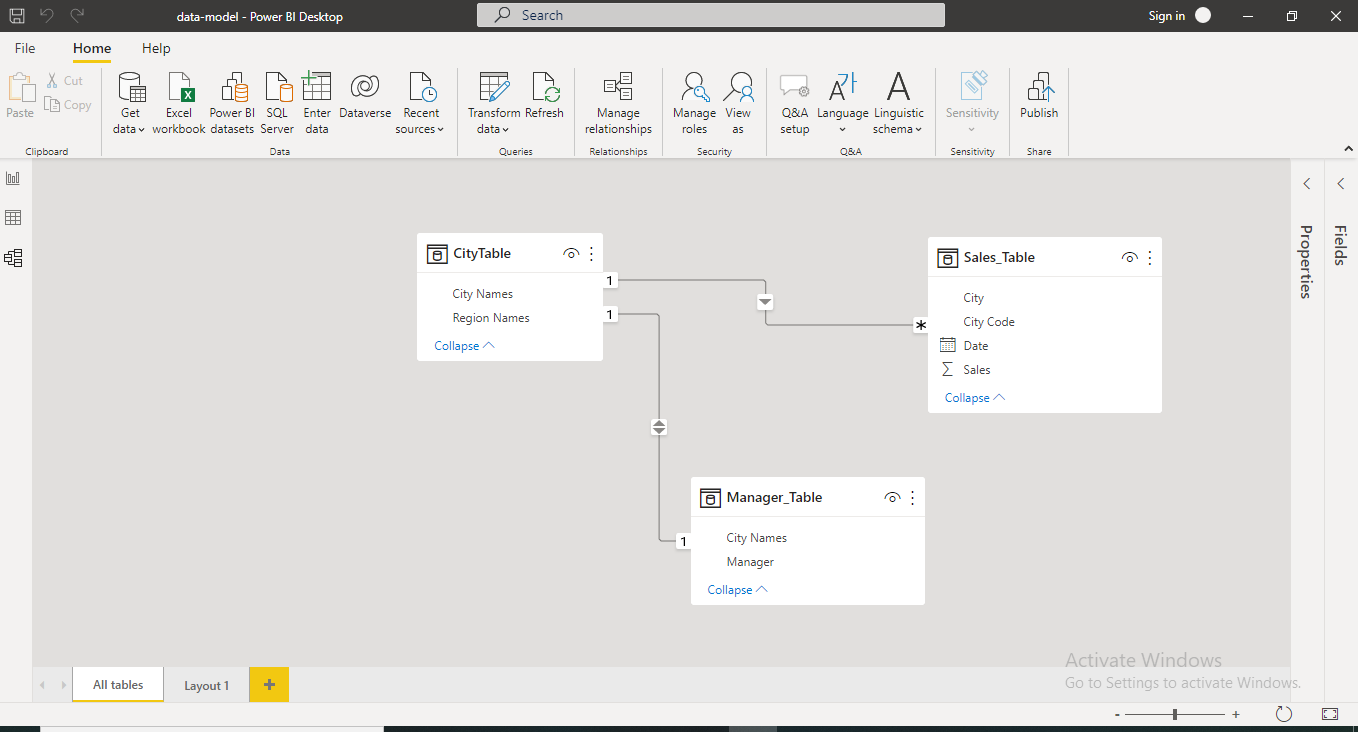 data-model - Power BI Desktop
Search
Sign in
File Home Help
Paste
Cut
Copy
Clipboard
Get data
Excel workbook
Power BI datasets
SQL Server
Enter data
Dataverse
Recent sources
Data
Transform data
Refresh
Queries
Manage relationships
Relationships
Manage roles
View as
Security
Q&A setup
Language
Linguistic schema
Q&A
Sensitivity
Sensitivity
Publish
Share
Properties
Fields
CityTable
City Names
Region Names
Collapse
1
1
Sales_Table
City
City Code
Date
Sales
Collapse
*
Manager_Table
City Names
Manager
Collapse
1
Activate Windows
Go to Settings to activate Windows.
All tables
Layout 1
+
- +